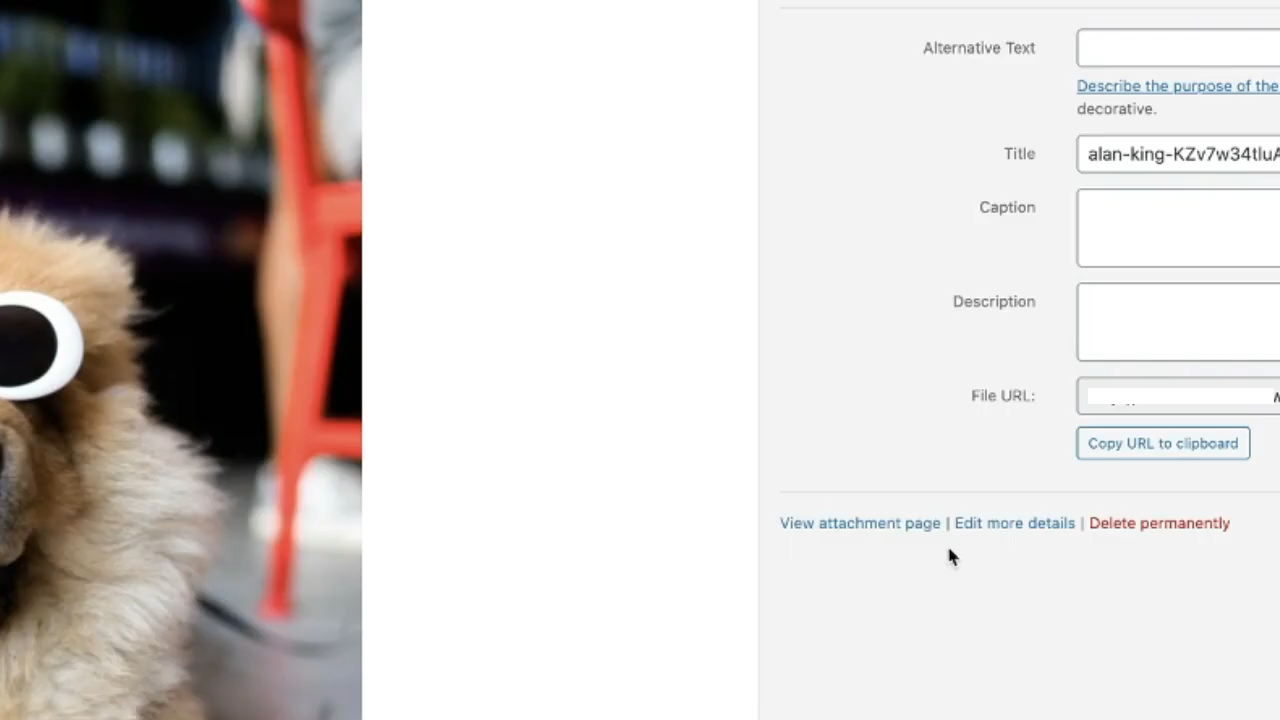 Alternative Text
Describe the purpose of the
decorative.
Title
alan-king-KZv7w34tluA
Caption
Description
File URL:
Copy URL to clipboard
View attachment page | Edit more details | Delete permanently